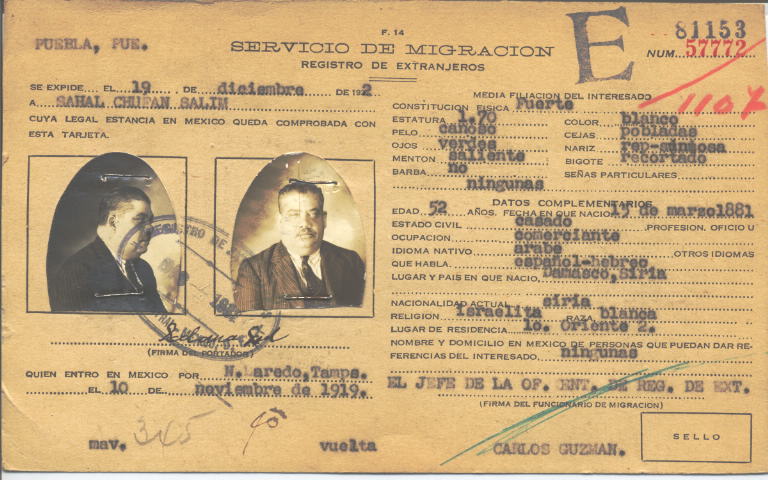 PUEBLA, PUE.
F. 14
SERVICIO DE MIGRACION
REGISTRO DE EXTRANJEROS
E
81153
NUM. 57772
1107
SE EXPIDE EL 19 DE diciembre DE 1932
A SAHAL CHUFAN SALIM
CUYA LEGAL ESTANCIA EN MEXICO QUEDA COMPROBADA CON
ESTA TARJETA.
(FIRMA DEL PORTADOR)
QUIEN ENTRO EN MEXICO POR N. Laredo, Tamps.
EL 10 DE noviembre de 1919.
mav. 345 vuelta
MEDIA FILIACION DEL INTERESADO
CONSTITUCION FISICA Fuerte
ESTATURA 1.70 COLOR blanco
PELO canoso CEJAS pobladas
OJOS verdes NARIZ
MENTON saliente BIGOTE recortado
BARBA no SEÑAS PARTICULARES
ningunas
DATOS COMPLEMENTARIOS
EDAD 52 AÑOS. FECHA EN QUE NACIO 15 de marzo1881
ESTADO CIVIL casado PROFESION, OFICIO U
OCUPACION comerciante
IDIOMA NATIVO arabe OTROS IDIOMAS
QUE HABLA español-hebreo
LUGAR Y PAIS EN QUE NACIO Damasco, Siria
NACIONALIDAD ACTUAL siria
RELIGION israelita RAZA blanca
LUGAR DE RESIDENCIA 1o. Oriente 2.
NOMBRE Y DOMICILIO EN MEXICO DE PERSONAS QUE PUEDAN DAR RE-
FERENCIAS DEL INTERESADO ningunas
EL JEFE DE LA OF. CNT. DE REG. DE EXT.
(FIRMA DEL FUNCIONARIO DE MIGRACION)
CARLOS GUZMAN.
SELLO